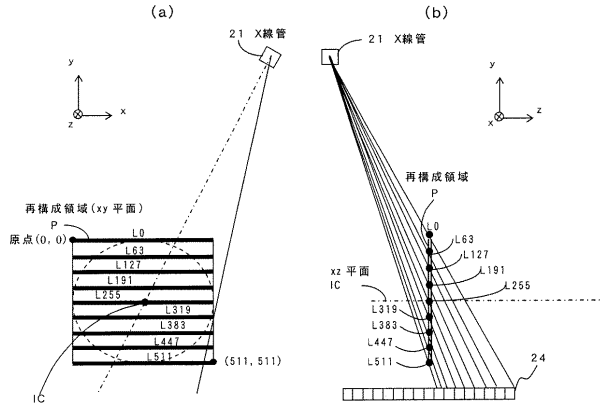 (a)
21 X線管
y
x
z
再構成領域(xy平面)
P
原点(0,0)
L0
L63
L127
L191
L255
L319
L383
L447
L511
(511,511)
IC
(b)
21 X線管
y
z
x
再構成領域
P
L0
L63
L127
L191
xz平面
IC
L255
L319
L383
L447
L511
24